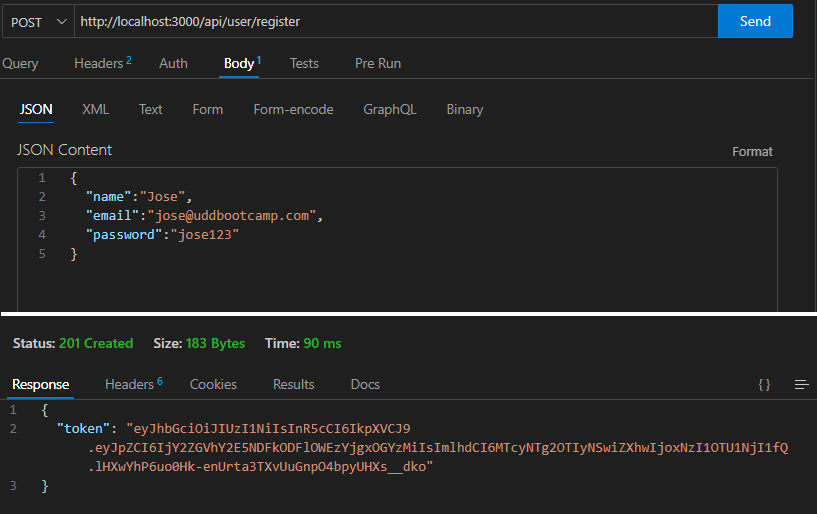 POST http://localhost:3000/api/user/register Send
Query Headers 2 Auth Body 1 Tests Pre Run
JSON XML Text Form Form-encode GraphQL Binary
JSON Content Format
1 {
2 "name":"Jose",
3 "email":"jose@uddbootcamp.com",
4 "password":"jose123"
5 }
Status: 201 Created Size: 183 Bytes Time: 90 ms
Response Headers 6 Cookies Results Docs { }
1 {
2 "token": "eyJhbGciOiJIUzI1NiIsInR5cCI6IkpXVCJ9
.eyJpZCI6IjY2ZGVhY2E5NDFkODFlOWEzYjgxOGYzMiIsImlhdCI6MTcyNTg2OTIyNSwiZXhwIjoxNzI1OTU1NjI1fQ
.lHXwYhP6uo0Hk-enUrta3TXvUuGnpO4bpyUHXs__dko"
3 }